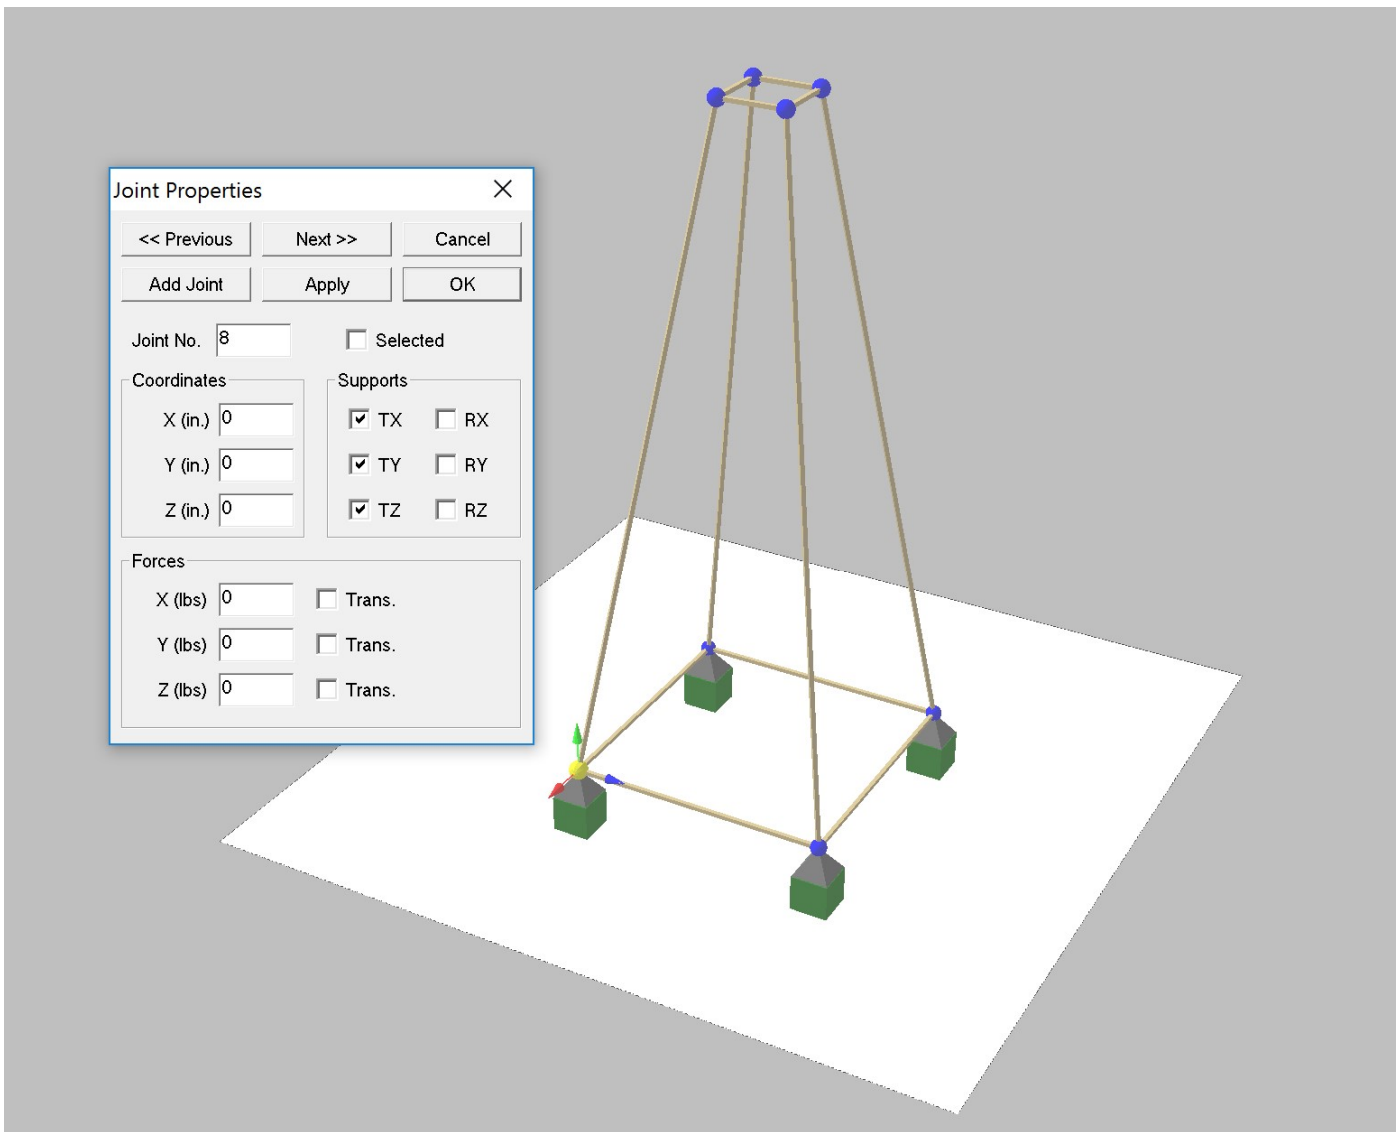 Joint Properties
<< Previous Next >> Cancel
Add Joint Apply OK
Joint No. 8 Selected
Coordinates Supports
X (in.) 0 TX RX
Y (in.) 0 TY RY
Z (in.) 0 TZ RZ
Forces
X (lbs) 0 Trans.
Y (lbs) 0 Trans.
Z (lbs) 0 Trans.